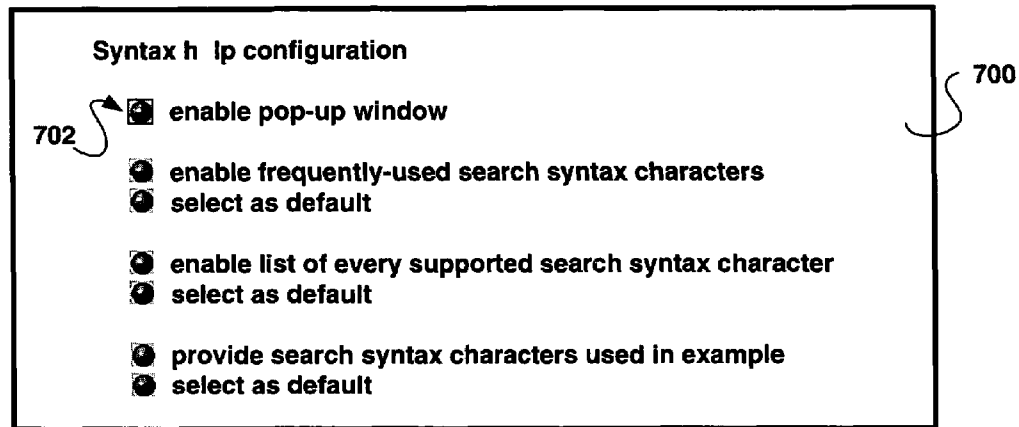 Syntax h lp configuration
700
enable pop-up window
702
enable frequently-used search syntax characters
select as default
enable list of every supported search syntax character
select as default
provide search syntax characters used in example
select as default